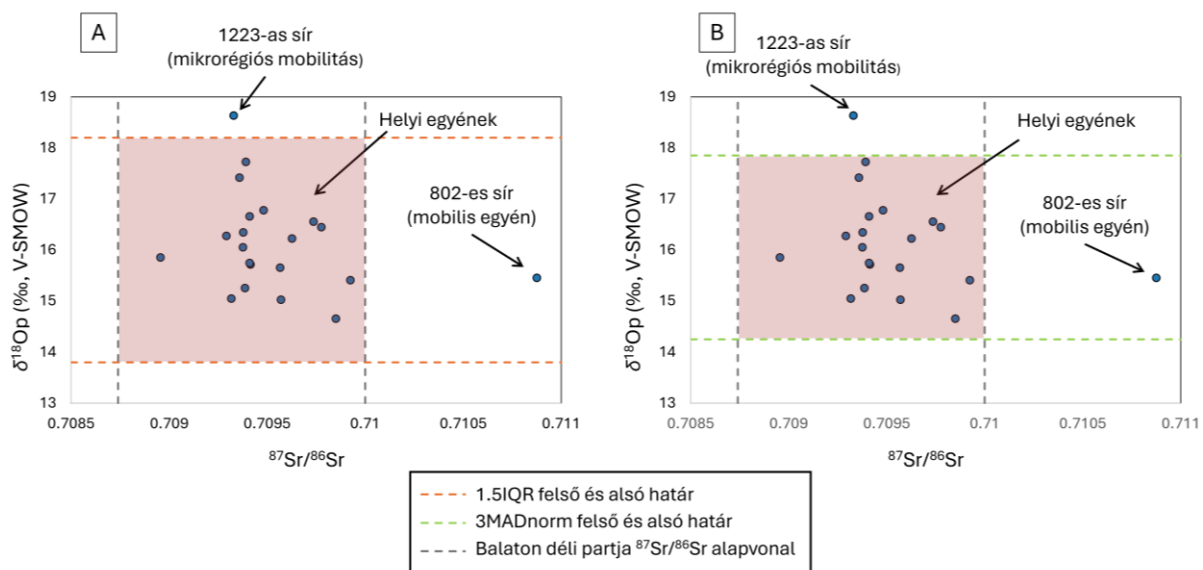 A
1223-as sír
(mikrorégiós mobilitás)
Helyi egyének
802-es sír
(mobilis egyén)
19
18
17
16
15
14
13
δ¹⁸Op (‰, V-SMOW)
0.7085 0.709 0.7095 0.71 0.7105 0.711
⁸⁷Sr/⁸⁶Sr
B
1223-as sír
(mikrorégiós mobilitás)
Helyi egyének
802-es sír
(mobilis egyén)
19
18
17
16
15
14
13
δ¹⁸Op (‰, V-SMOW)
0.7085 0.709 0.7095 0.71 0.7105 0.711
⁸⁷Sr/⁸⁶Sr
1.5IQR felső és alsó határ
3MADnorm felső és alsó határ
Balaton déli partja ⁸⁷Sr/⁸⁶Sr alapvonal